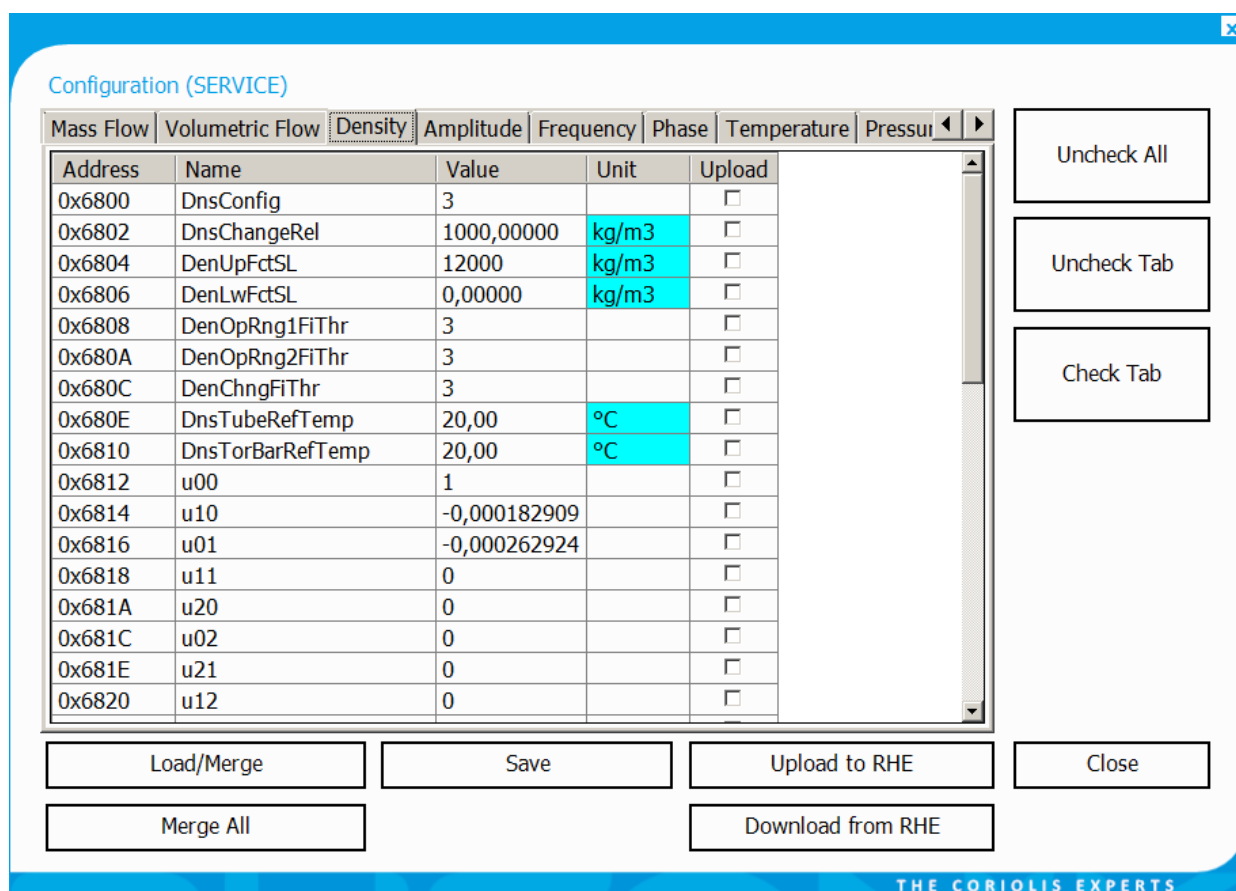 Configuration (SERVICE)
Mass Flow Volumetric Flow Density Amplitude Frequency Phase Temperature
Address Name Value Unit Upload
0x6800 DnsConfig 3
0x6802 DnsChangeRel 1000,00000 kg/m3
0x6804 DenUpFctSL 12000 kg/m3
0x6806 DenLwFctSL 0,00000 kg/m3
0x6808 DenOpRng1FiThr 3
0x680A DenOpRng2FiThr 3
0x680C DenChngFiThr 3
0x680E DnsTubeRefTemp 20,00 °C
0x6810 DnsTorBarRefTemp 20,00 °C
0x6812 u00 1
0x6814 u10 -0,000182909
0x6816 u01 -0,000262924
0x6818 u11 0
0x681A u20 0
0x681C u02 0
0x681E u21 0
0x6820 u12 0
Uncheck All
Uncheck Tab
Check Tab
Load/Merge Save Upload to RHE Close
Merge All Download from RHE
THE CORIOLIS EXPERTS